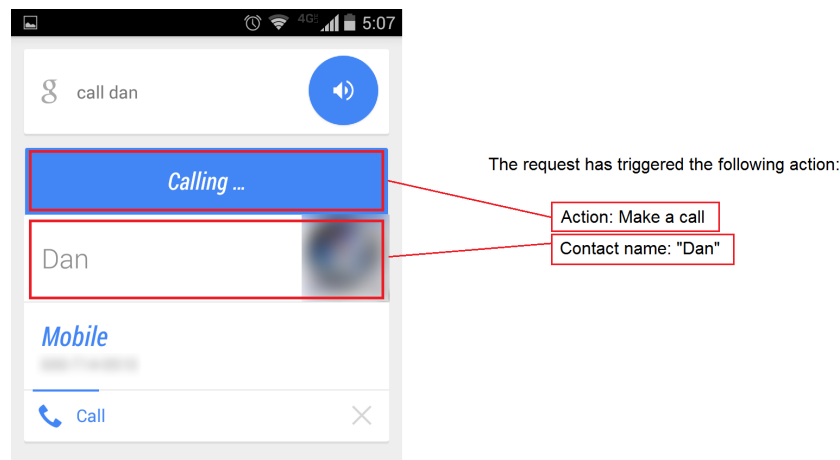 4G 5:07
g call dan
Calling ...
Dan
Mobile
Call
The request has triggered the following action:
Action: Make a call
Contact name: "Dan"